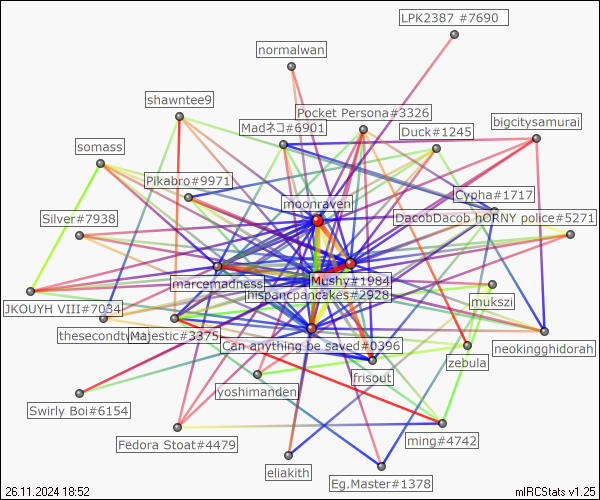 LPK2387 #7690
normalwan
shawntee9
Pocket Persona#3326
Madネコ#6901
Duck#1245
bigcitysamurai
somass
Pikabro#9971
Cypha#1717
moonraven
Silver#7938
DacobDacob hORNY police#5271
marcemadness
Mushy#1984
hispancpancakes#2928
mukszi
JKOUYH VIII#7034
Majestic#3375
Can anything be saved#0396
neokingghidorah
zebula
frisout
yoshimanden
Swirly Boi#6154
Fedora Stoat#4479
ming#4742
eliakith
Eg.Master#1378
26.11.2024 18:52
mIRCStats v1.25